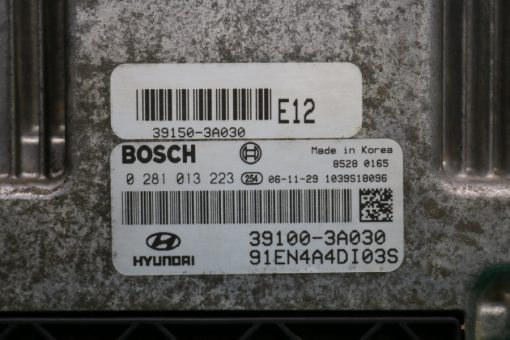 E12
39150-3A030
BOSCH
Made in Korea
8528 0165
0 281 013 223 254 06-11-29 1039S18096
39100-3A030
HYUNDAI
91EN4A4DI03S